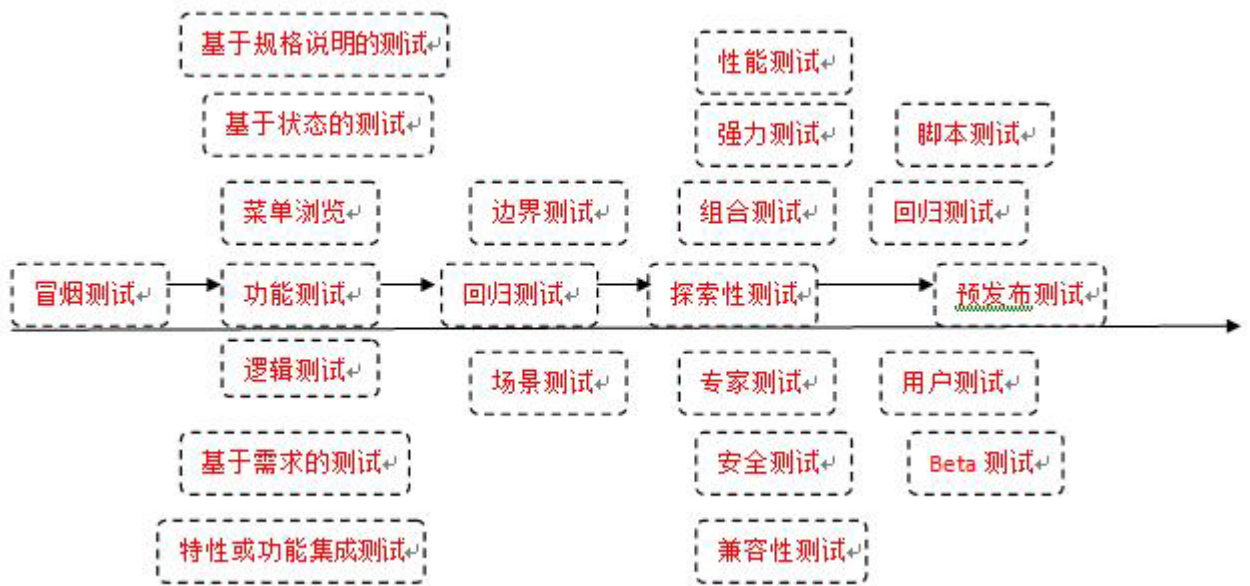 基于规格说明的测试
性能测试
基于状态的测试
强力测试
脚本测试
菜单浏览
边界测试
组合测试
回归测试
冒烟测试
功能测试
回归测试
探索性测试
预发布测试
逻辑测试
场景测试
专家测试
用户测试
基于需求的测试
安全测试
Beta 测试
特性或功能集成测试
兼容性测试